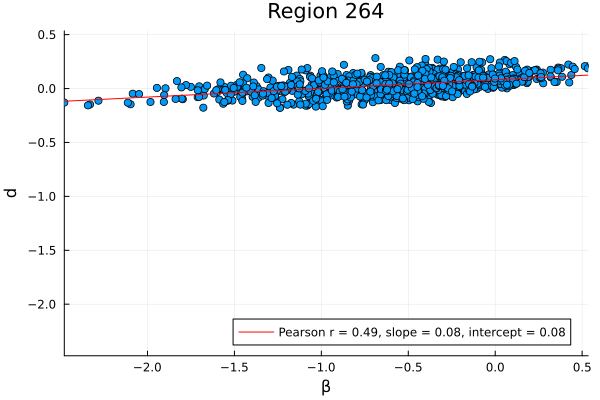 Region 264
0.5
0.0
−0.5
−1.0
−1.5
−2.0
d
Pearson r = 0.49, slope = 0.08, intercept = 0.08
−2.0 −1.5 −1.0 −0.5 0.0 0.5
β